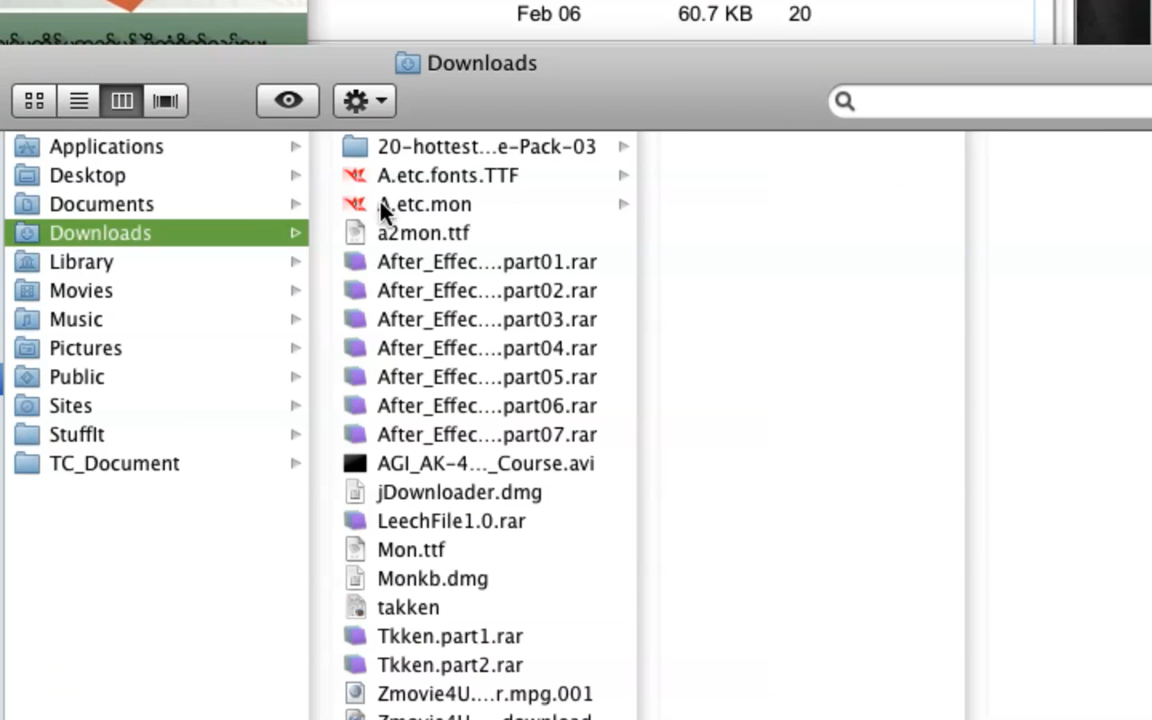 Feb 06 60.7 KB 20
Downloads
Applications
Desktop
Documents
Downloads
Library
Movies
Music
Pictures
Public
Sites
StuffIt
TC_Document
20-hottest...e-Pack-03
A.etc.fonts.TTF
A.etc.mon
a2mon.ttf
After_Effec....part01.rar
After_Effec....part02.rar
After_Effec....part03.rar
After_Effec....part04.rar
After_Effec....part05.rar
After_Effec....part06.rar
After_Effec....part07.rar
AGI_AK-4..._Course.avi
jDownloader.dmg
LeechFile1.0.rar
Mon.ttf
Monkb.dmg
takken
Tkken.part1.rar
Tkken.part2.rar
Zmovie4U....r.mpg.001